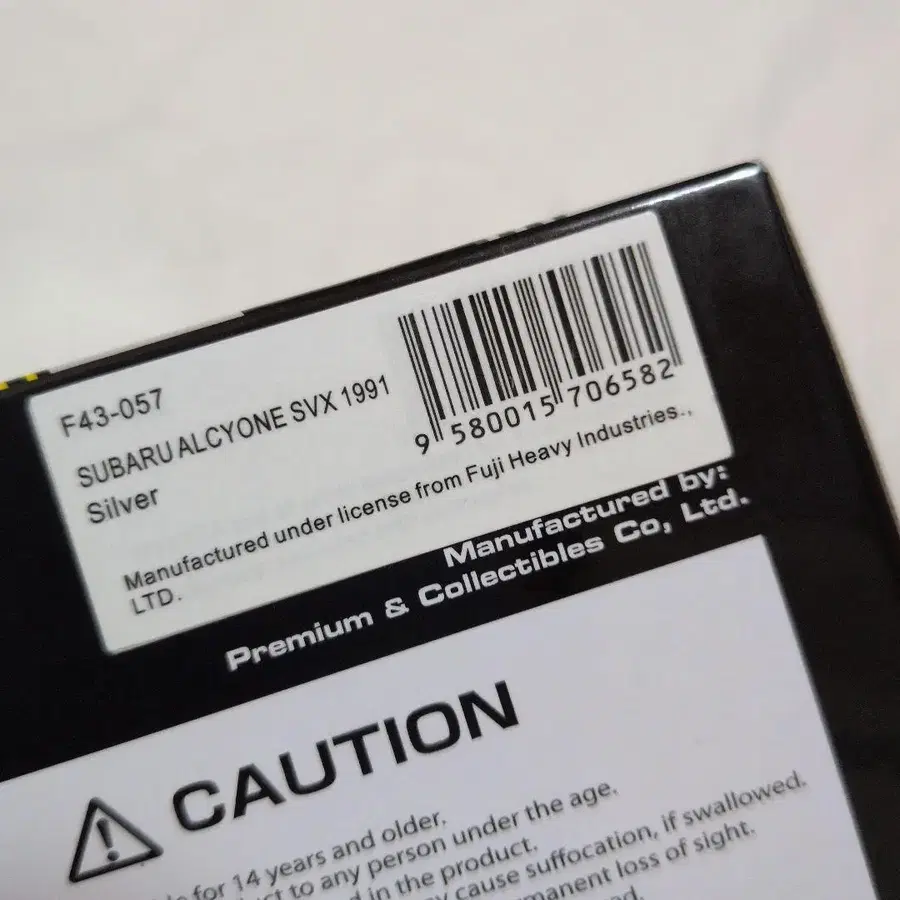 F43-057
SUBARU ALCYONE SVX 1991
Silver
9 580015 706582
Manufactured under license from Fuji Heavy Industries.,
LTD.
Manufactured by:
Premium & Collectibles Co, Ltd.
CAUTION
for 14 years and older.
to any person under the age.
in the product.
cause suffocation, if swallowed.
loss of sight.